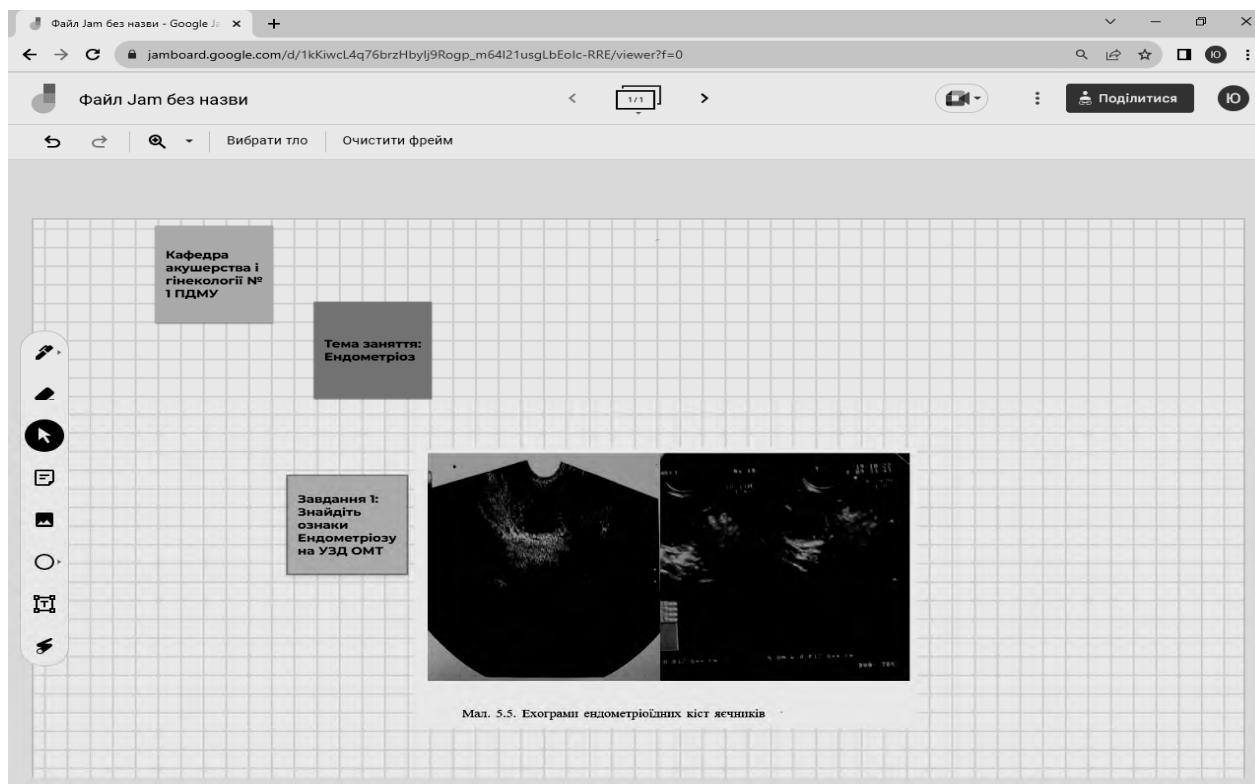 Файл Jam без назви - Google Ja
jamboard.google.com/d/1kKiwcL4q76brzHbyIj9Rogp_m64I21usgLbEoIc-RRE/viewer?f=0
Ю
Файл Jam без назви
1/1
Поділитися
Ю
Вибрати тло
Очистити фрейм
Кафедра
акушерства і
гінекології №
1 ПДМУ
Тема заняття:
Ендометріоз
Завдання 1:
Знайдіть
ознаки
Ендометріозу
на УЗД ОМТ
Мал. 5.5. Ехограми ендометріоїдних кіст яєчників